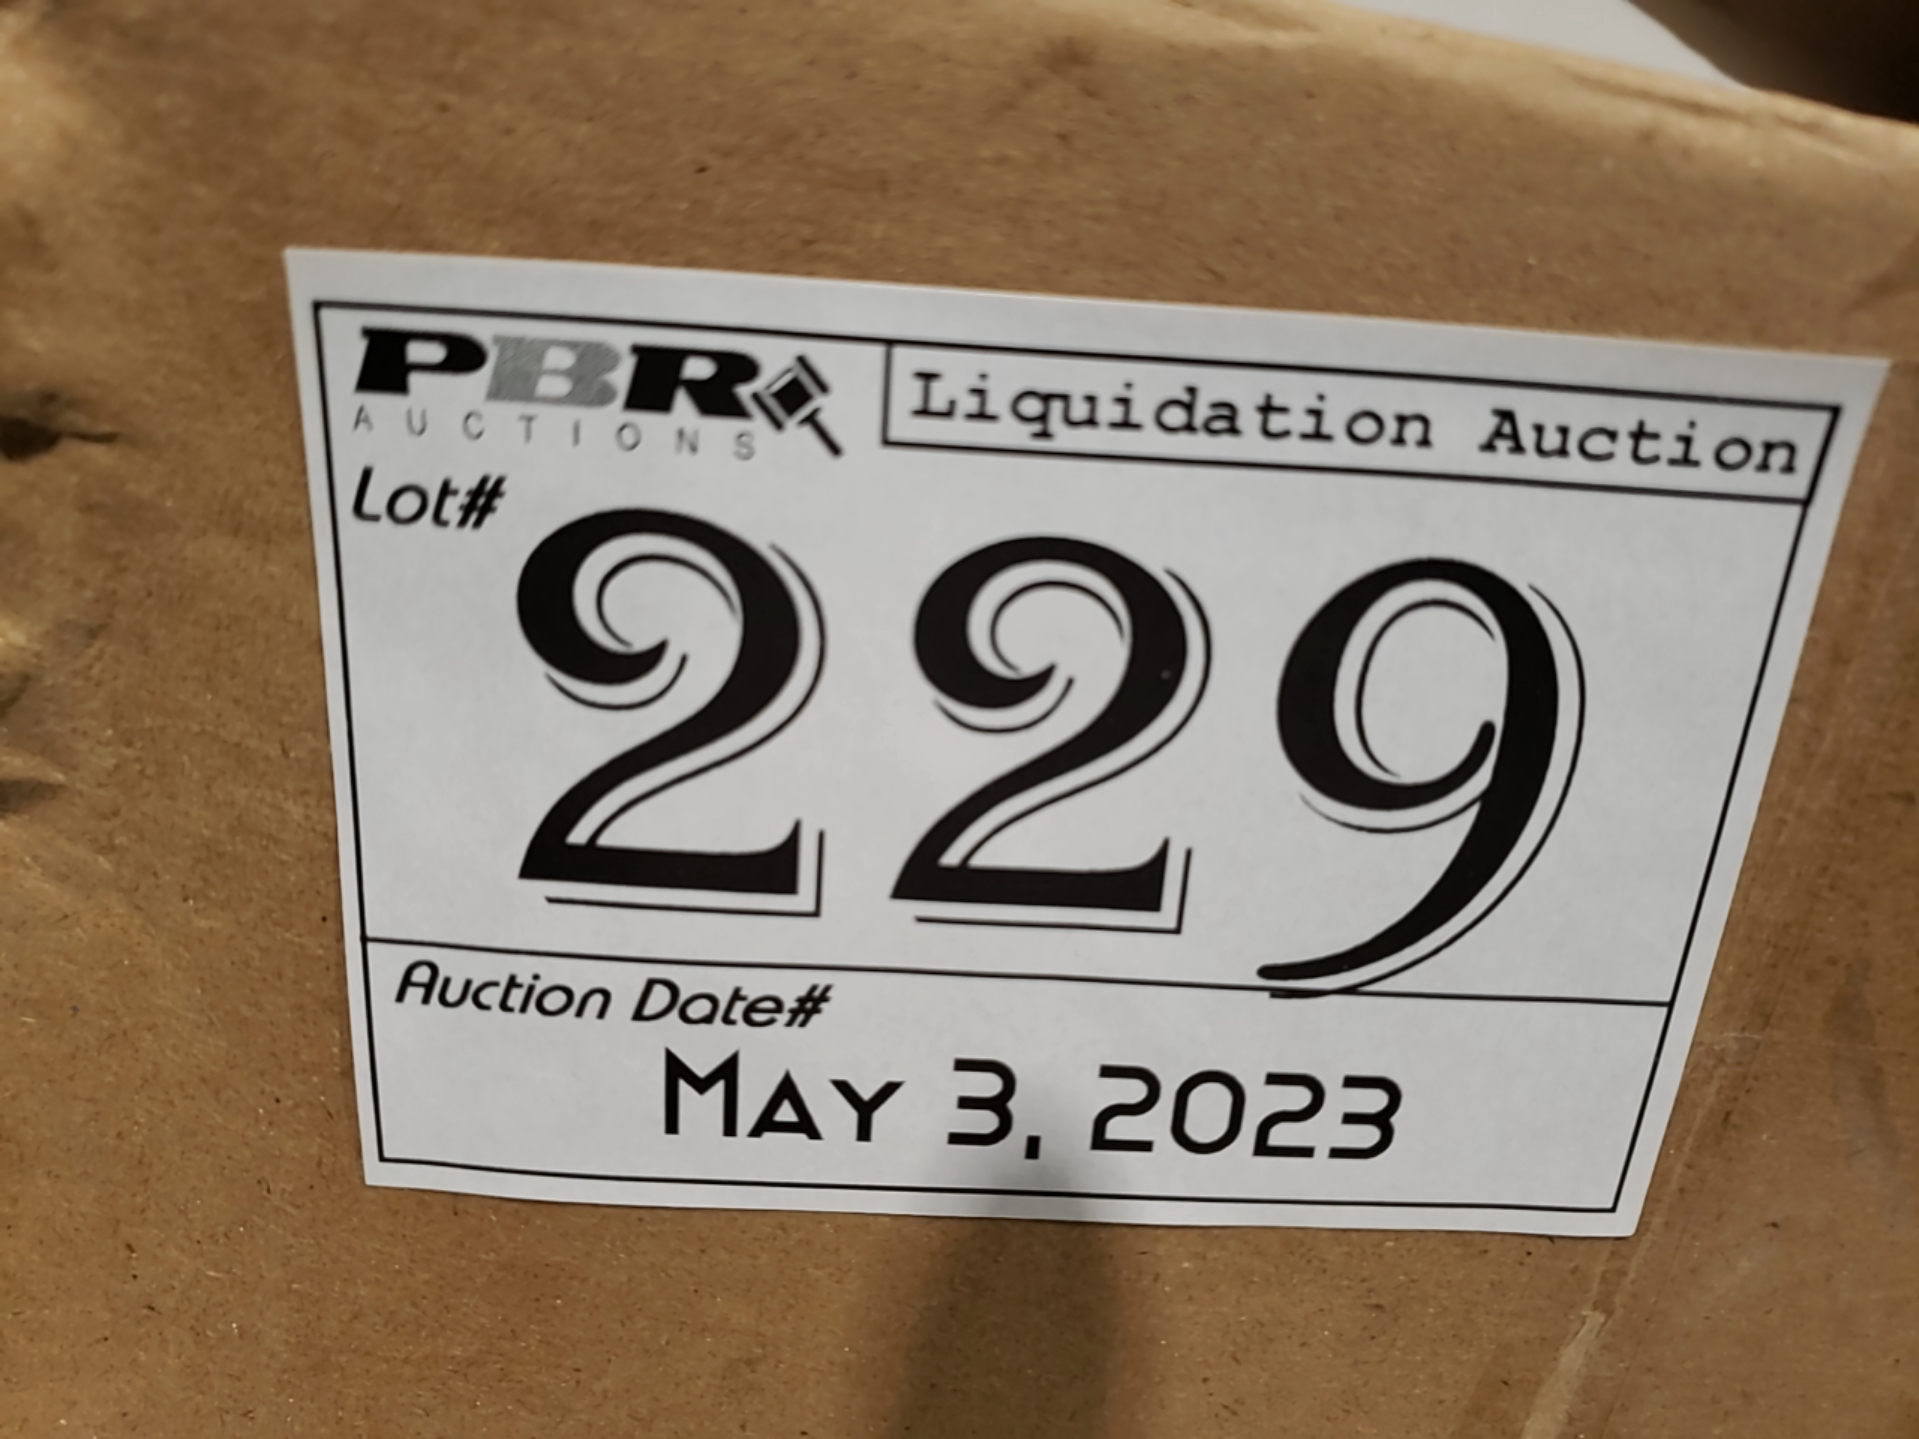 PBR
AUCTIONS
Liquidation Auction
Lot#
229
Auction Date#
MAY 3, 2023